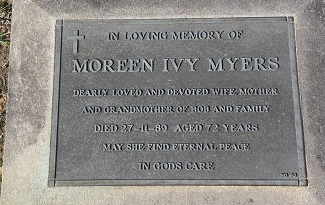 IN LOVING MEMORY OF
MOREEN IVY MYERS
DEARLY LOVED AND DEVOTED WIFE, MOTHER
AND GRANDMOTHER OF BOB AND FAMILY
DIED 27-11-89 AGED 72 YEARS
MAY SHE FIND ETERNAL PEACE
IN GODS CARE